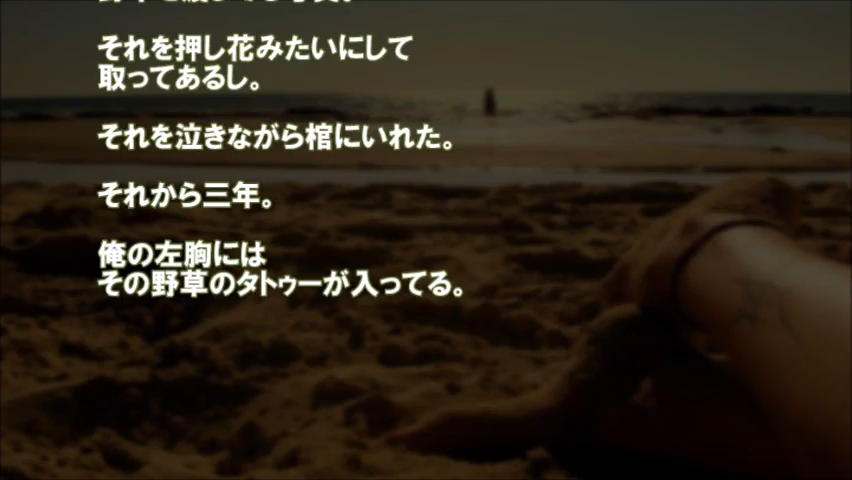 それを押し花みたいにして
取ってあるし。
それを泣きながら棺にいれた。
それから三年。
俺の左胸には
その野草のタトゥーが入ってる。